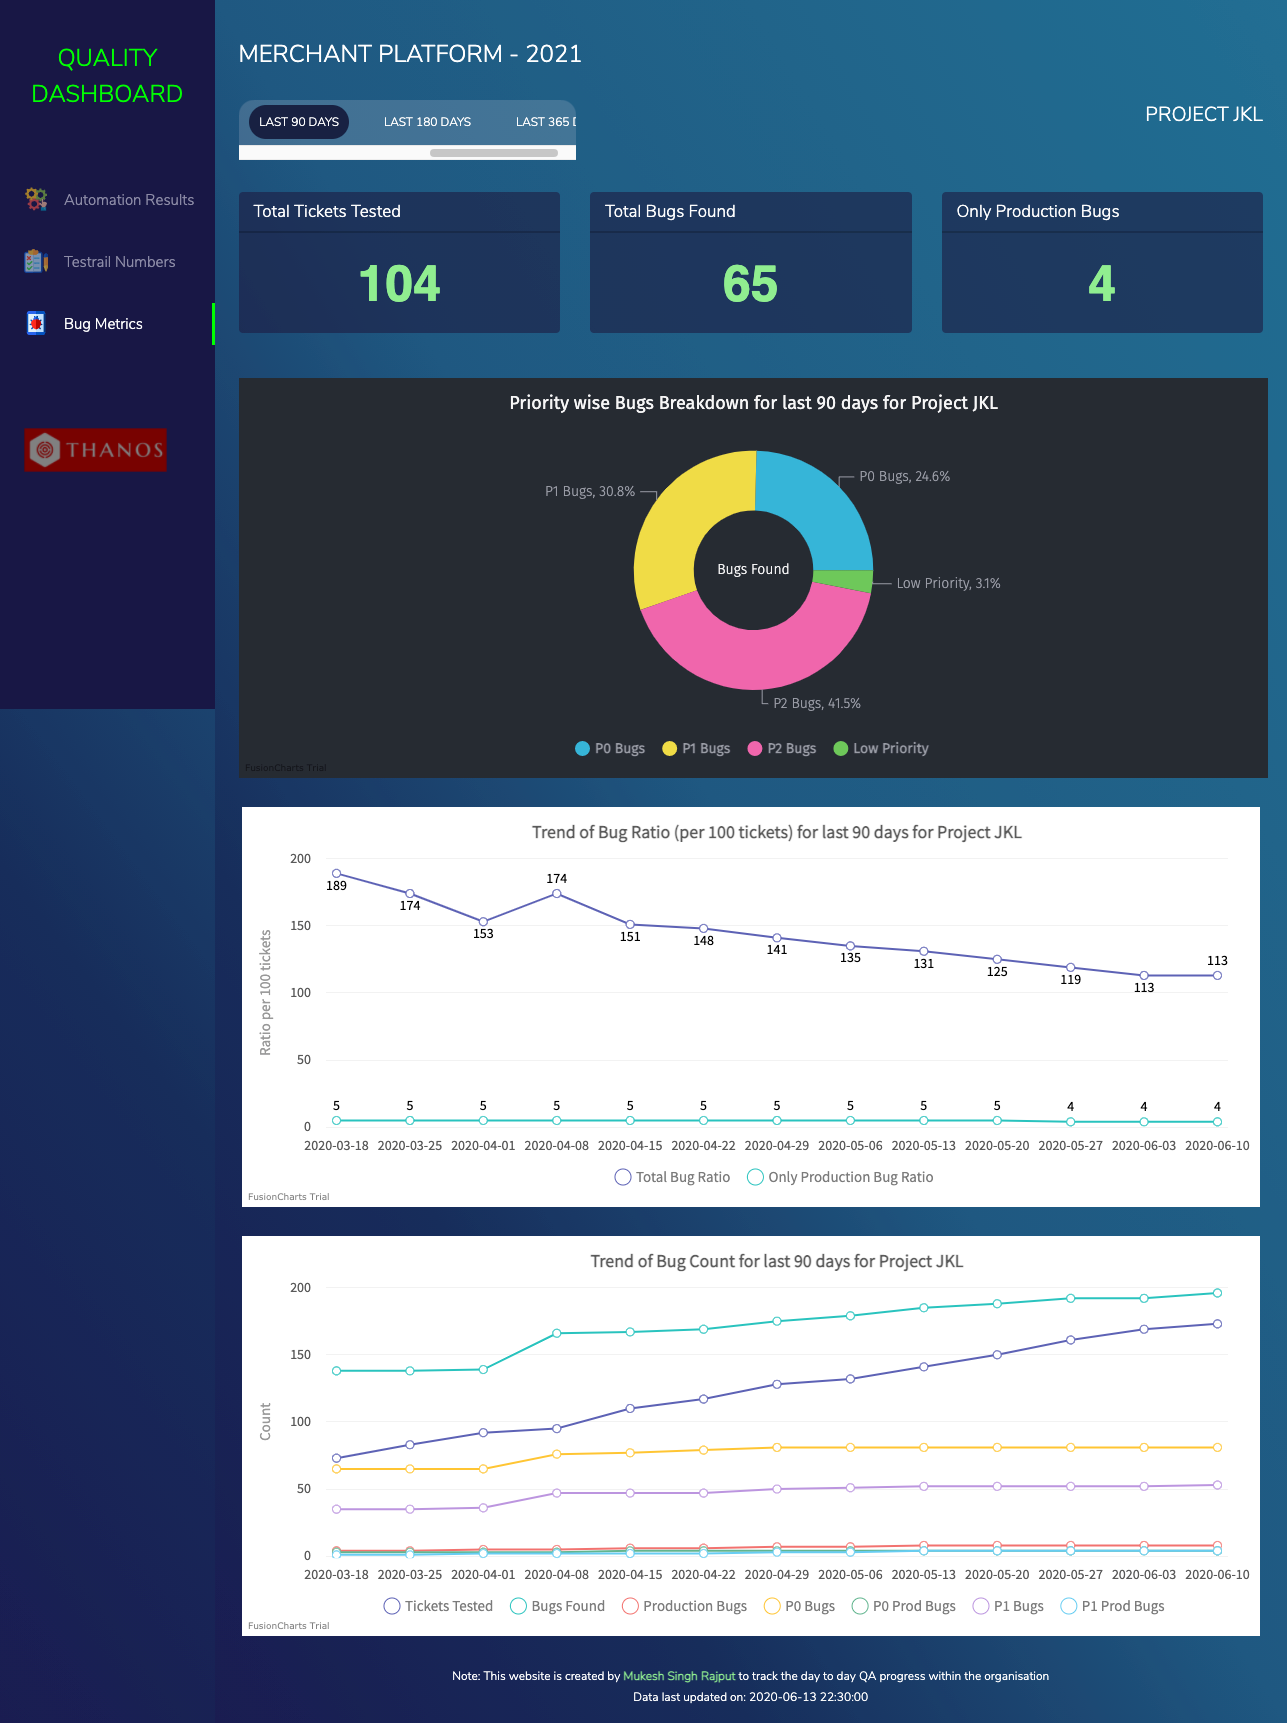 QUALITY
DASHBOARD
Automation Results
Testrail Numbers
Bug Metrics
THANOS
MERCHANT PLATFORM - 2021
LAST 90 DAYS LAST 180 DAYS LAST 365 D
PROJECT JKL
Total Tickets Tested
104
Total Bugs Found
65
Only Production Bugs
4
Priority wise Bugs Breakdown for last 90 days for Project JKL
P0 Bugs, 24.6%
P1 Bugs, 30.8%
Bugs Found
Low Priority, 3.1%
P2 Bugs, 41.5%
P0 Bugs P1 Bugs P2 Bugs Low Priority
FusionCharts Trial
Trend of Bug Ratio (per 100 tickets) for last 90 days for Project JKL
Ratio per 100 tickets
200
150
100
50
0
189 174 153 174 151 148 141 135 131 125 119 113 113
5 5 5 5 5 5 5 5 5 5 4 4 4
2020-03-18 2020-03-25 2020-04-01 2020-04-08 2020-04-15 2020-04-22 2020-04-29 2020-05-06 2020-05-13 2020-05-20 2020-05-27 2020-06-03 2020-06-10
Total Bug Ratio Only Production Bug Ratio
FusionCharts Trial
Trend of Bug Count for last 90 days for Project JKL
Count
200
150
100
50
0
2020-03-18 2020-03-25 2020-04-01 2020-04-08 2020-04-15 2020-04-22 2020-04-29 2020-05-06 2020-05-13 2020-05-20 2020-05-27 2020-06-03 2020-06-10
Tickets Tested Bugs Found Production Bugs P0 Bugs P0 Prod Bugs P1 Bugs P1 Prod Bugs
FusionCharts Trial
Note: This website is created by Mukesh Singh Rajput to track the day to day QA progress within the organisation
Data last updated on: 2020-06-13 22:30:00